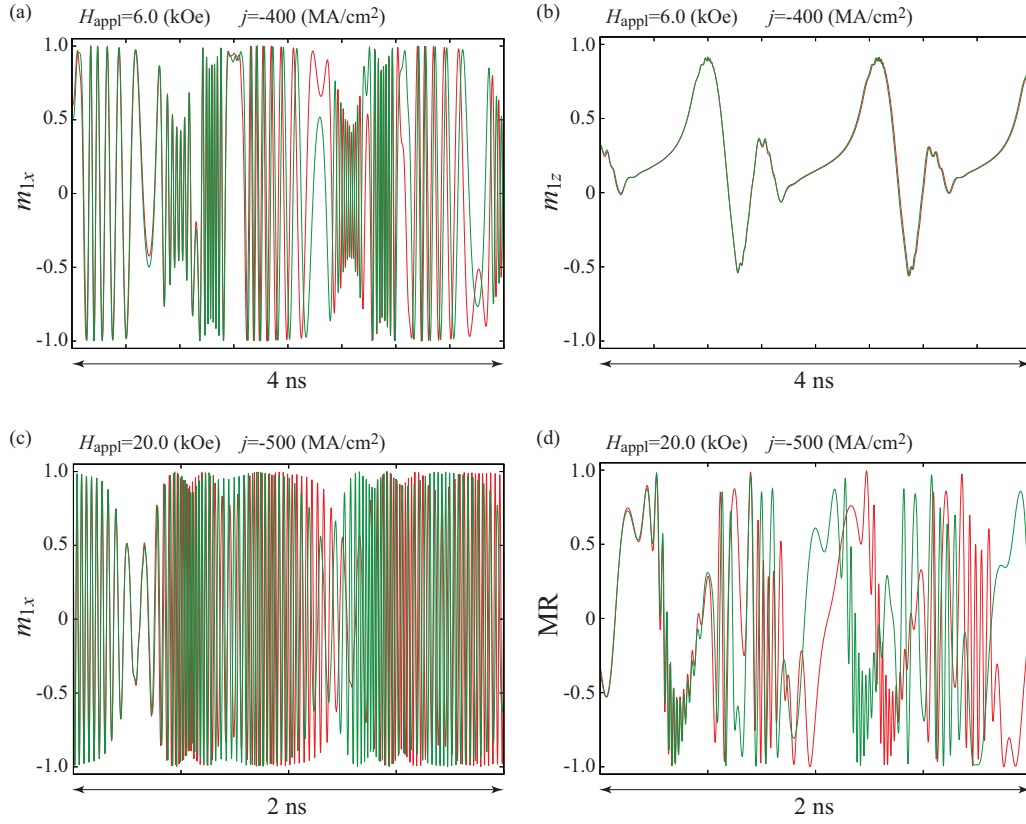 (a)
H_appl=6.0 (kOe) j=-400 (MA/cm²)
1.0
0.5
0
-0.5
-1.0
m_1x
4 ns
(b)
H_appl=6.0 (kOe) j=-400 (MA/cm²)
1.0
0.5
0
-0.5
-1.0
m_1z
4 ns
(c)
H_appl=20.0 (kOe) j=-500 (MA/cm²)
1.0
0.5
0
-0.5
-1.0
m_1x
2 ns
(d)
H_appl=20.0 (kOe) j=-500 (MA/cm²)
1.0
0.5
0
-0.5
-1.0
MR
2 ns